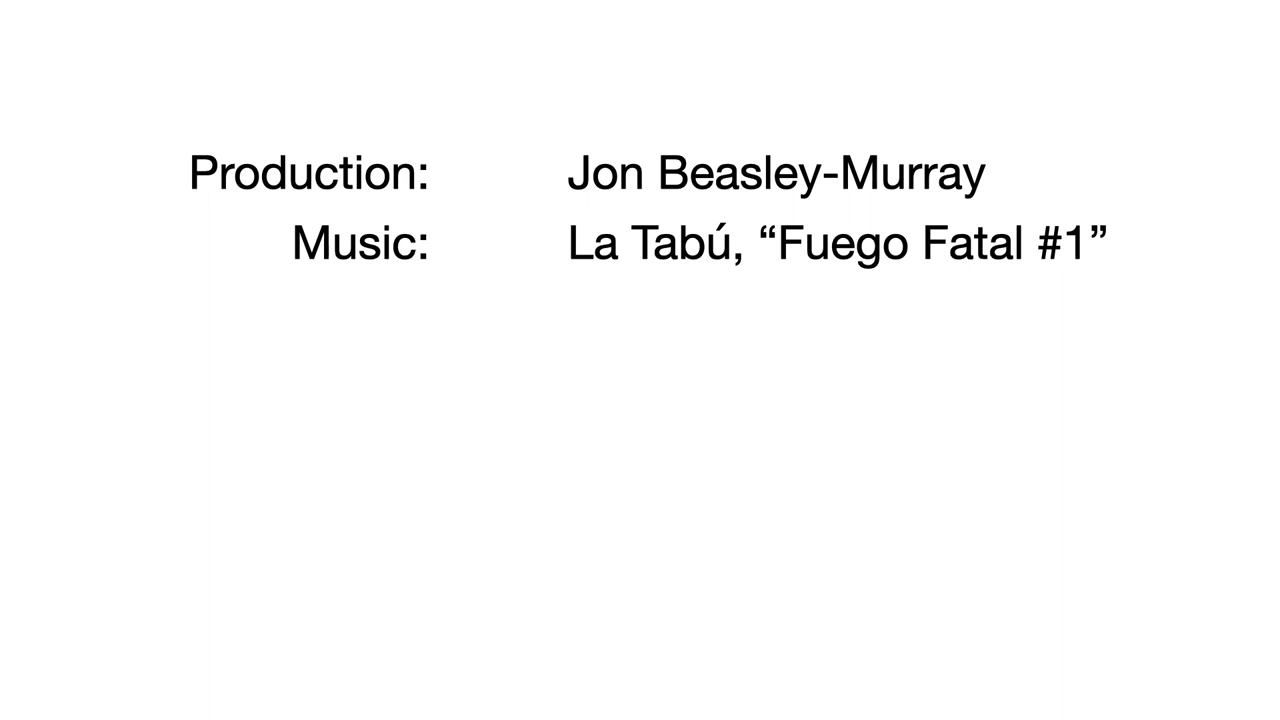 Production: Jon Beasley-Murray
Music: La Tabú, “Fuego Fatal #1”